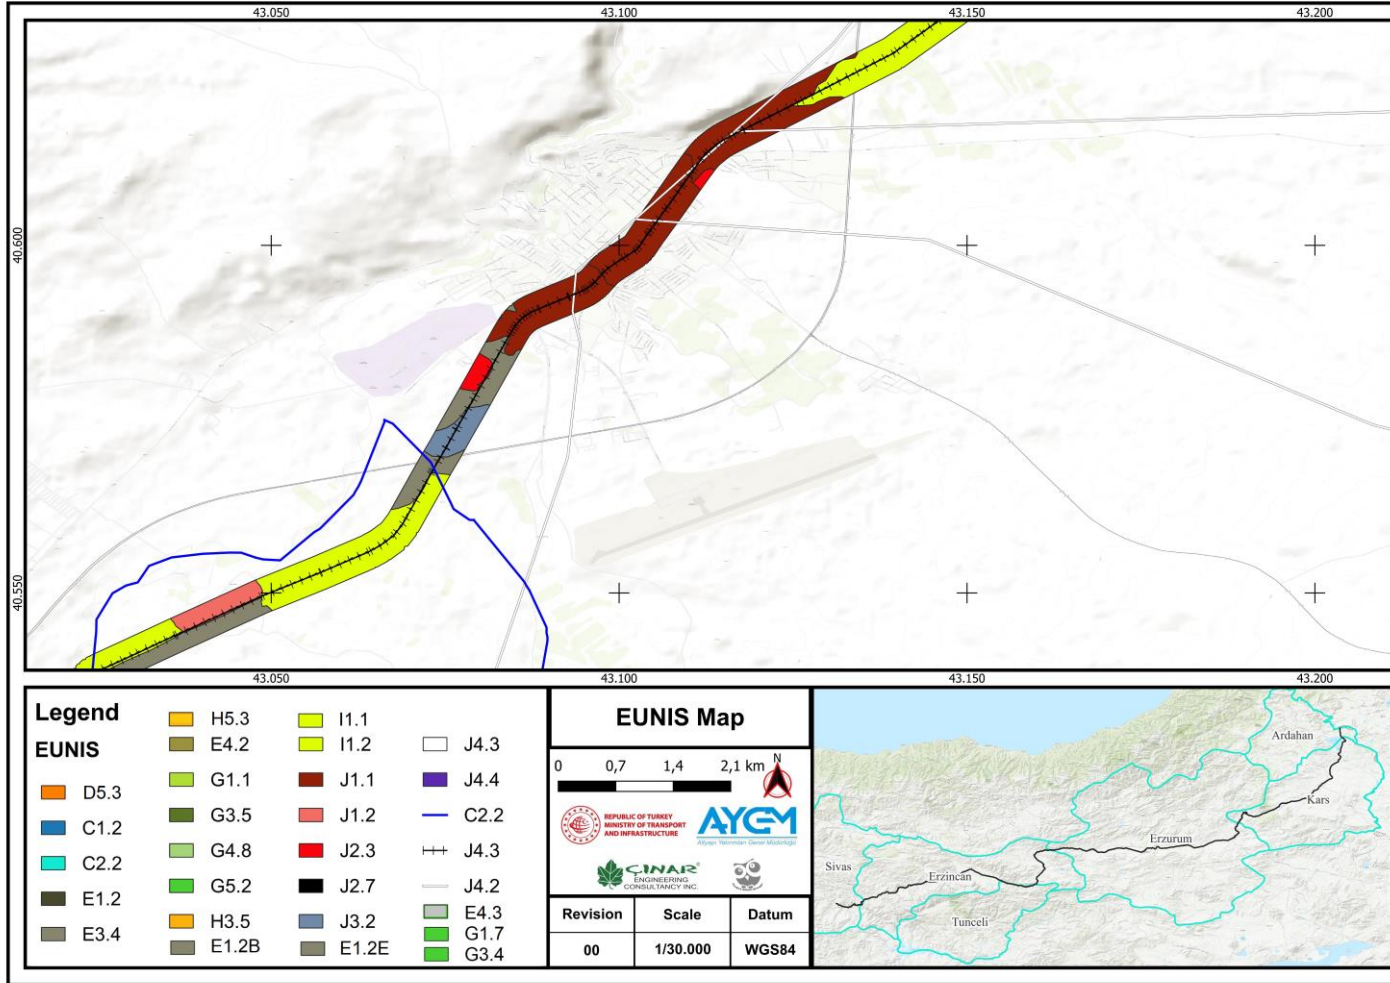 43.050
43.100
43.150
43.200
40.600
40.550
43.050
43.100
43.150
43.200
Legend
EUNIS
D5.3
C1.2
C2.2
E1.2
E3.4
H5.3
E4.2
G1.1
G3.5
G4.8
G5.2
H3.5
E1.2B
I1.1
I1.2
J1.1
J1.2
J2.3
J2.7
J3.2
E1.2E
J4.3
J4.4
C2.2
J4.3
J4.2
E4.3
G1.7
G3.4
EUNIS Map
0 0,7 1,4 2,1 km
N
REPUBLIC OF TURKEY
MINISTRY OF TRANSPORT
AND INFRASTRUCTURE
AYGM
Altyapı Yatırımları Genel Müdürlüğü
ÇINAR
ENGINEERING
CONSULTANCY INC.
Revision Scale Datum
00 1/30.000 WGS84
Ardahan
Kars
Erzurum
Sivas
Erzincan
Tunceli